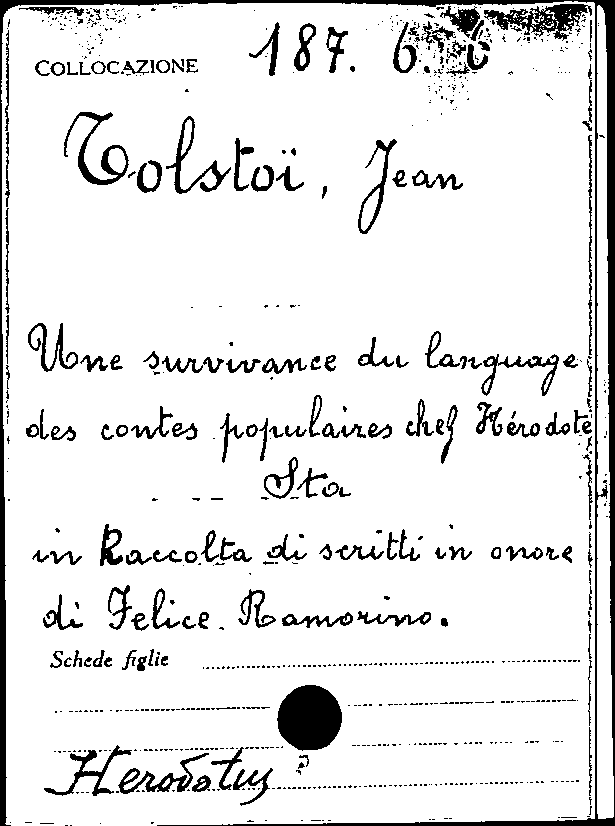 COLLOCAZIONE 187. 6. 6
Tolstoï, Jean
Une survivance du language
des contes populaires chez Hérodote
Sta
in Raccolta di scritti in onore
di Felice Ramorino.
Schede figlie
Herodotus ?